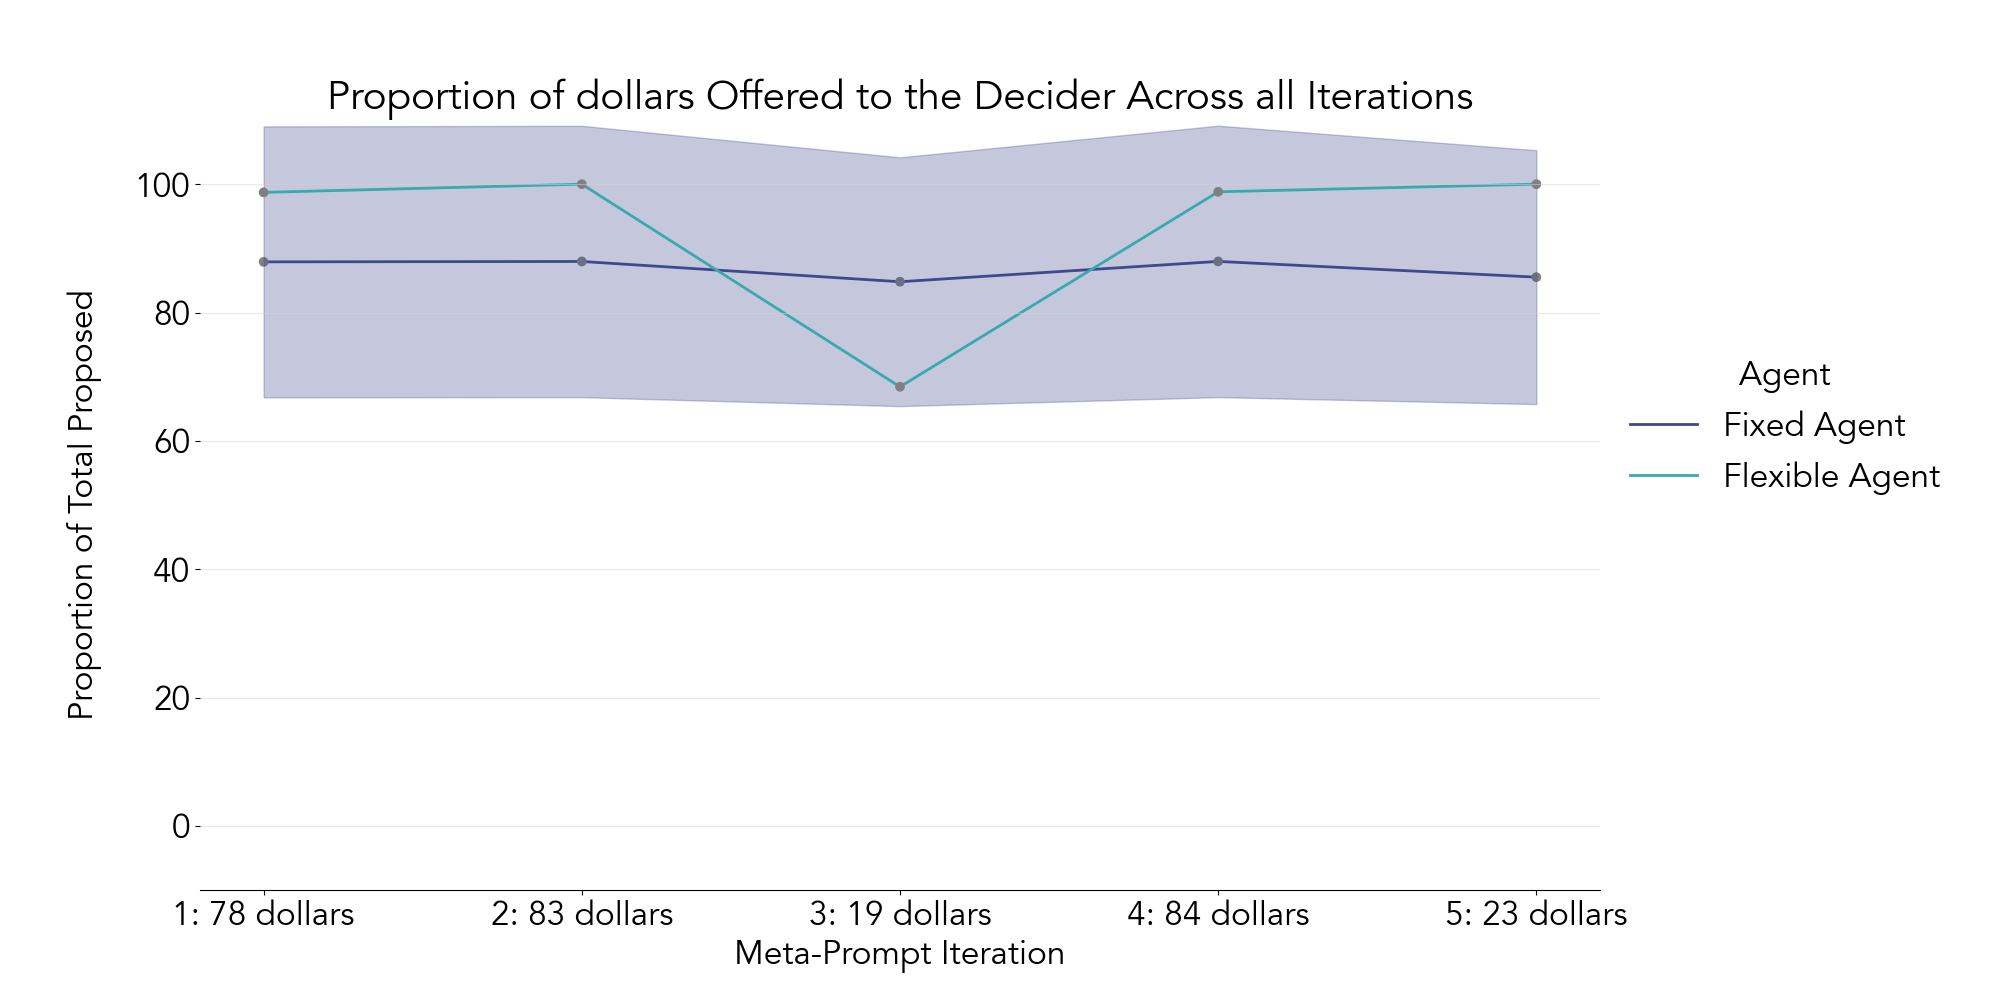 Proportion of dollars Offered to the Decider Across all Iterations
Proportion of Total Proposed
100
80
60
40
20
0
1: 78 dollars
2: 83 dollars
3: 19 dollars
4: 84 dollars
5: 23 dollars
Meta-Prompt Iteration
Agent
Fixed Agent
Flexible Agent